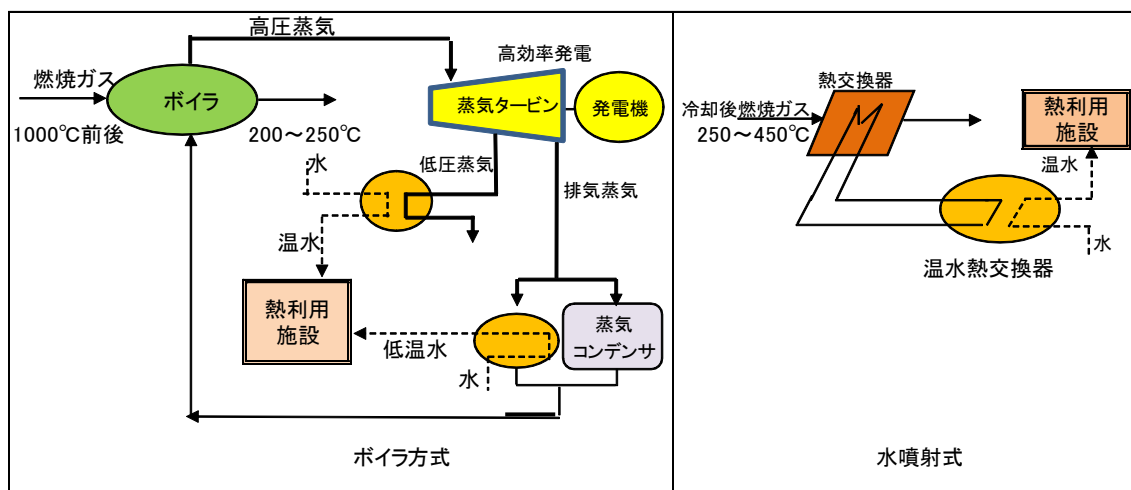 高圧蒸気
高効率発電
燃焼ガス
ボイラ
蒸気タービン
発電機
1000℃前後
200～250℃
水
低圧蒸気
排気蒸気
温水
熱利用
施設
低温水
水
蒸気
コンデンサ
ボイラ方式
熱交換器
冷却後燃焼ガス
250～450℃
熱利用
施設
温水
水
温水熱交換器
水噴射式